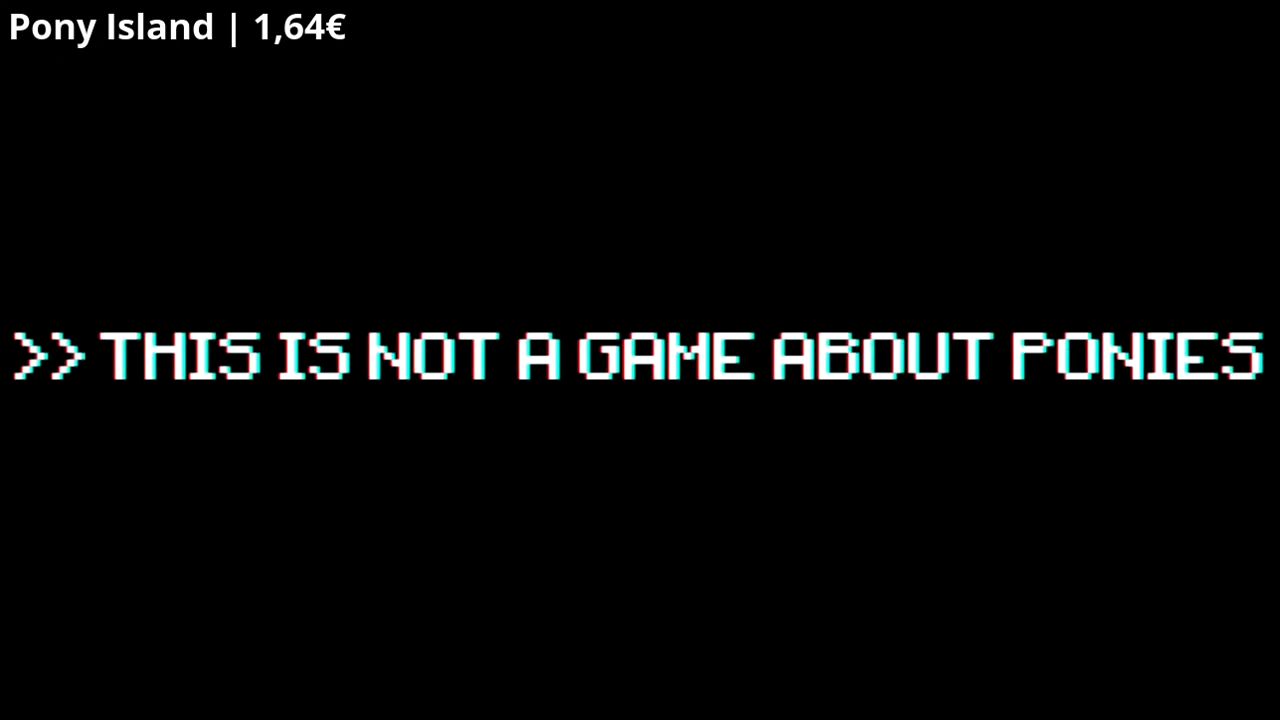 Pony Island | 1,64€
>> THIS IS NOT A GAME ABOUT PONIES